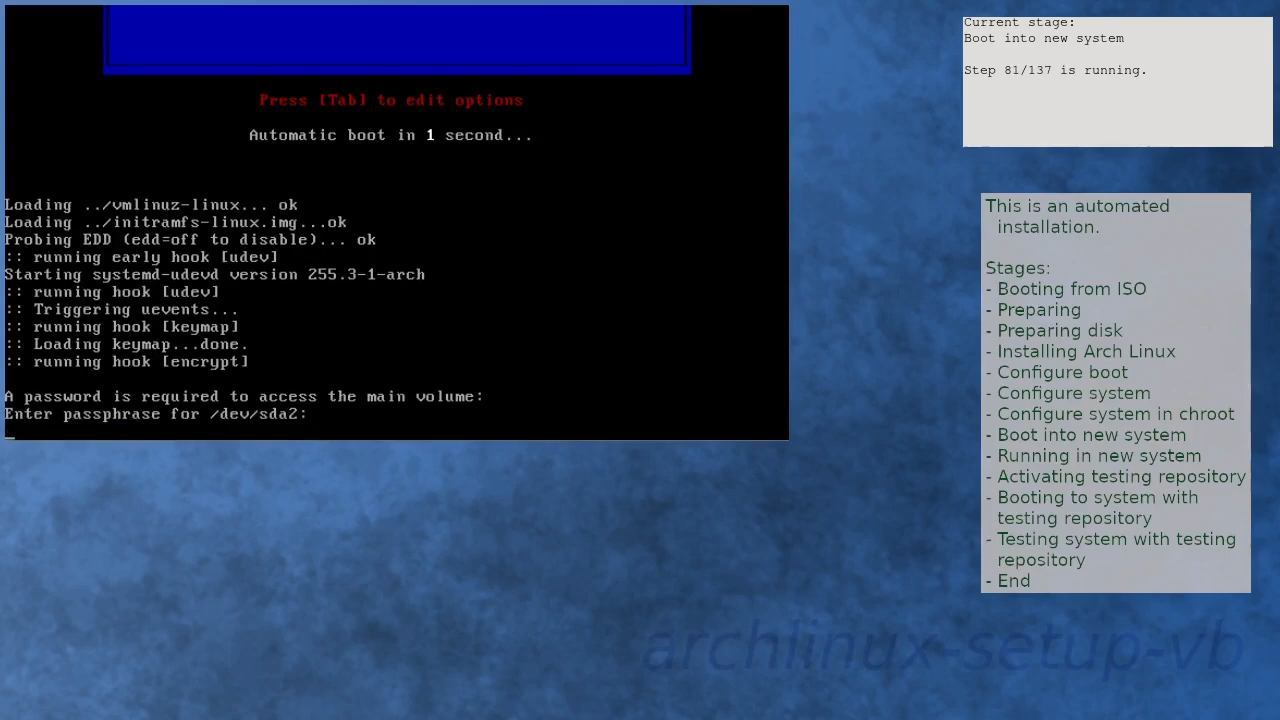 Press [Tab] to edit options
Automatic boot in 1 second...
Loading ../vmlinuz-linux... ok
Loading ../initramfs-linux.img...ok
Probing EDD (edd=off to disable)... ok
:: running early hook [udev]
Starting systemd-udevd version 255.3-1-arch
:: running hook [udev]
:: Triggering uevents...
:: running hook [keymap]
:: Loading keymap...done.
:: running hook [encrypt]
A password is required to access the main volume:
Enter passphrase for /dev/sda2:
_
Current stage:
Boot into new system
Step 81/137 is running.
This is an automated
installation.
Stages:
- Booting from ISO
- Preparing
- Preparing disk
- Installing Arch Linux
- Configure boot
- Configure system
- Configure system in chroot
- Boot into new system
- Running in new system
- Activating testing repository
- Booting to system with
testing repository
- Testing system with testing
repository
- End
archlinux-setup-vb